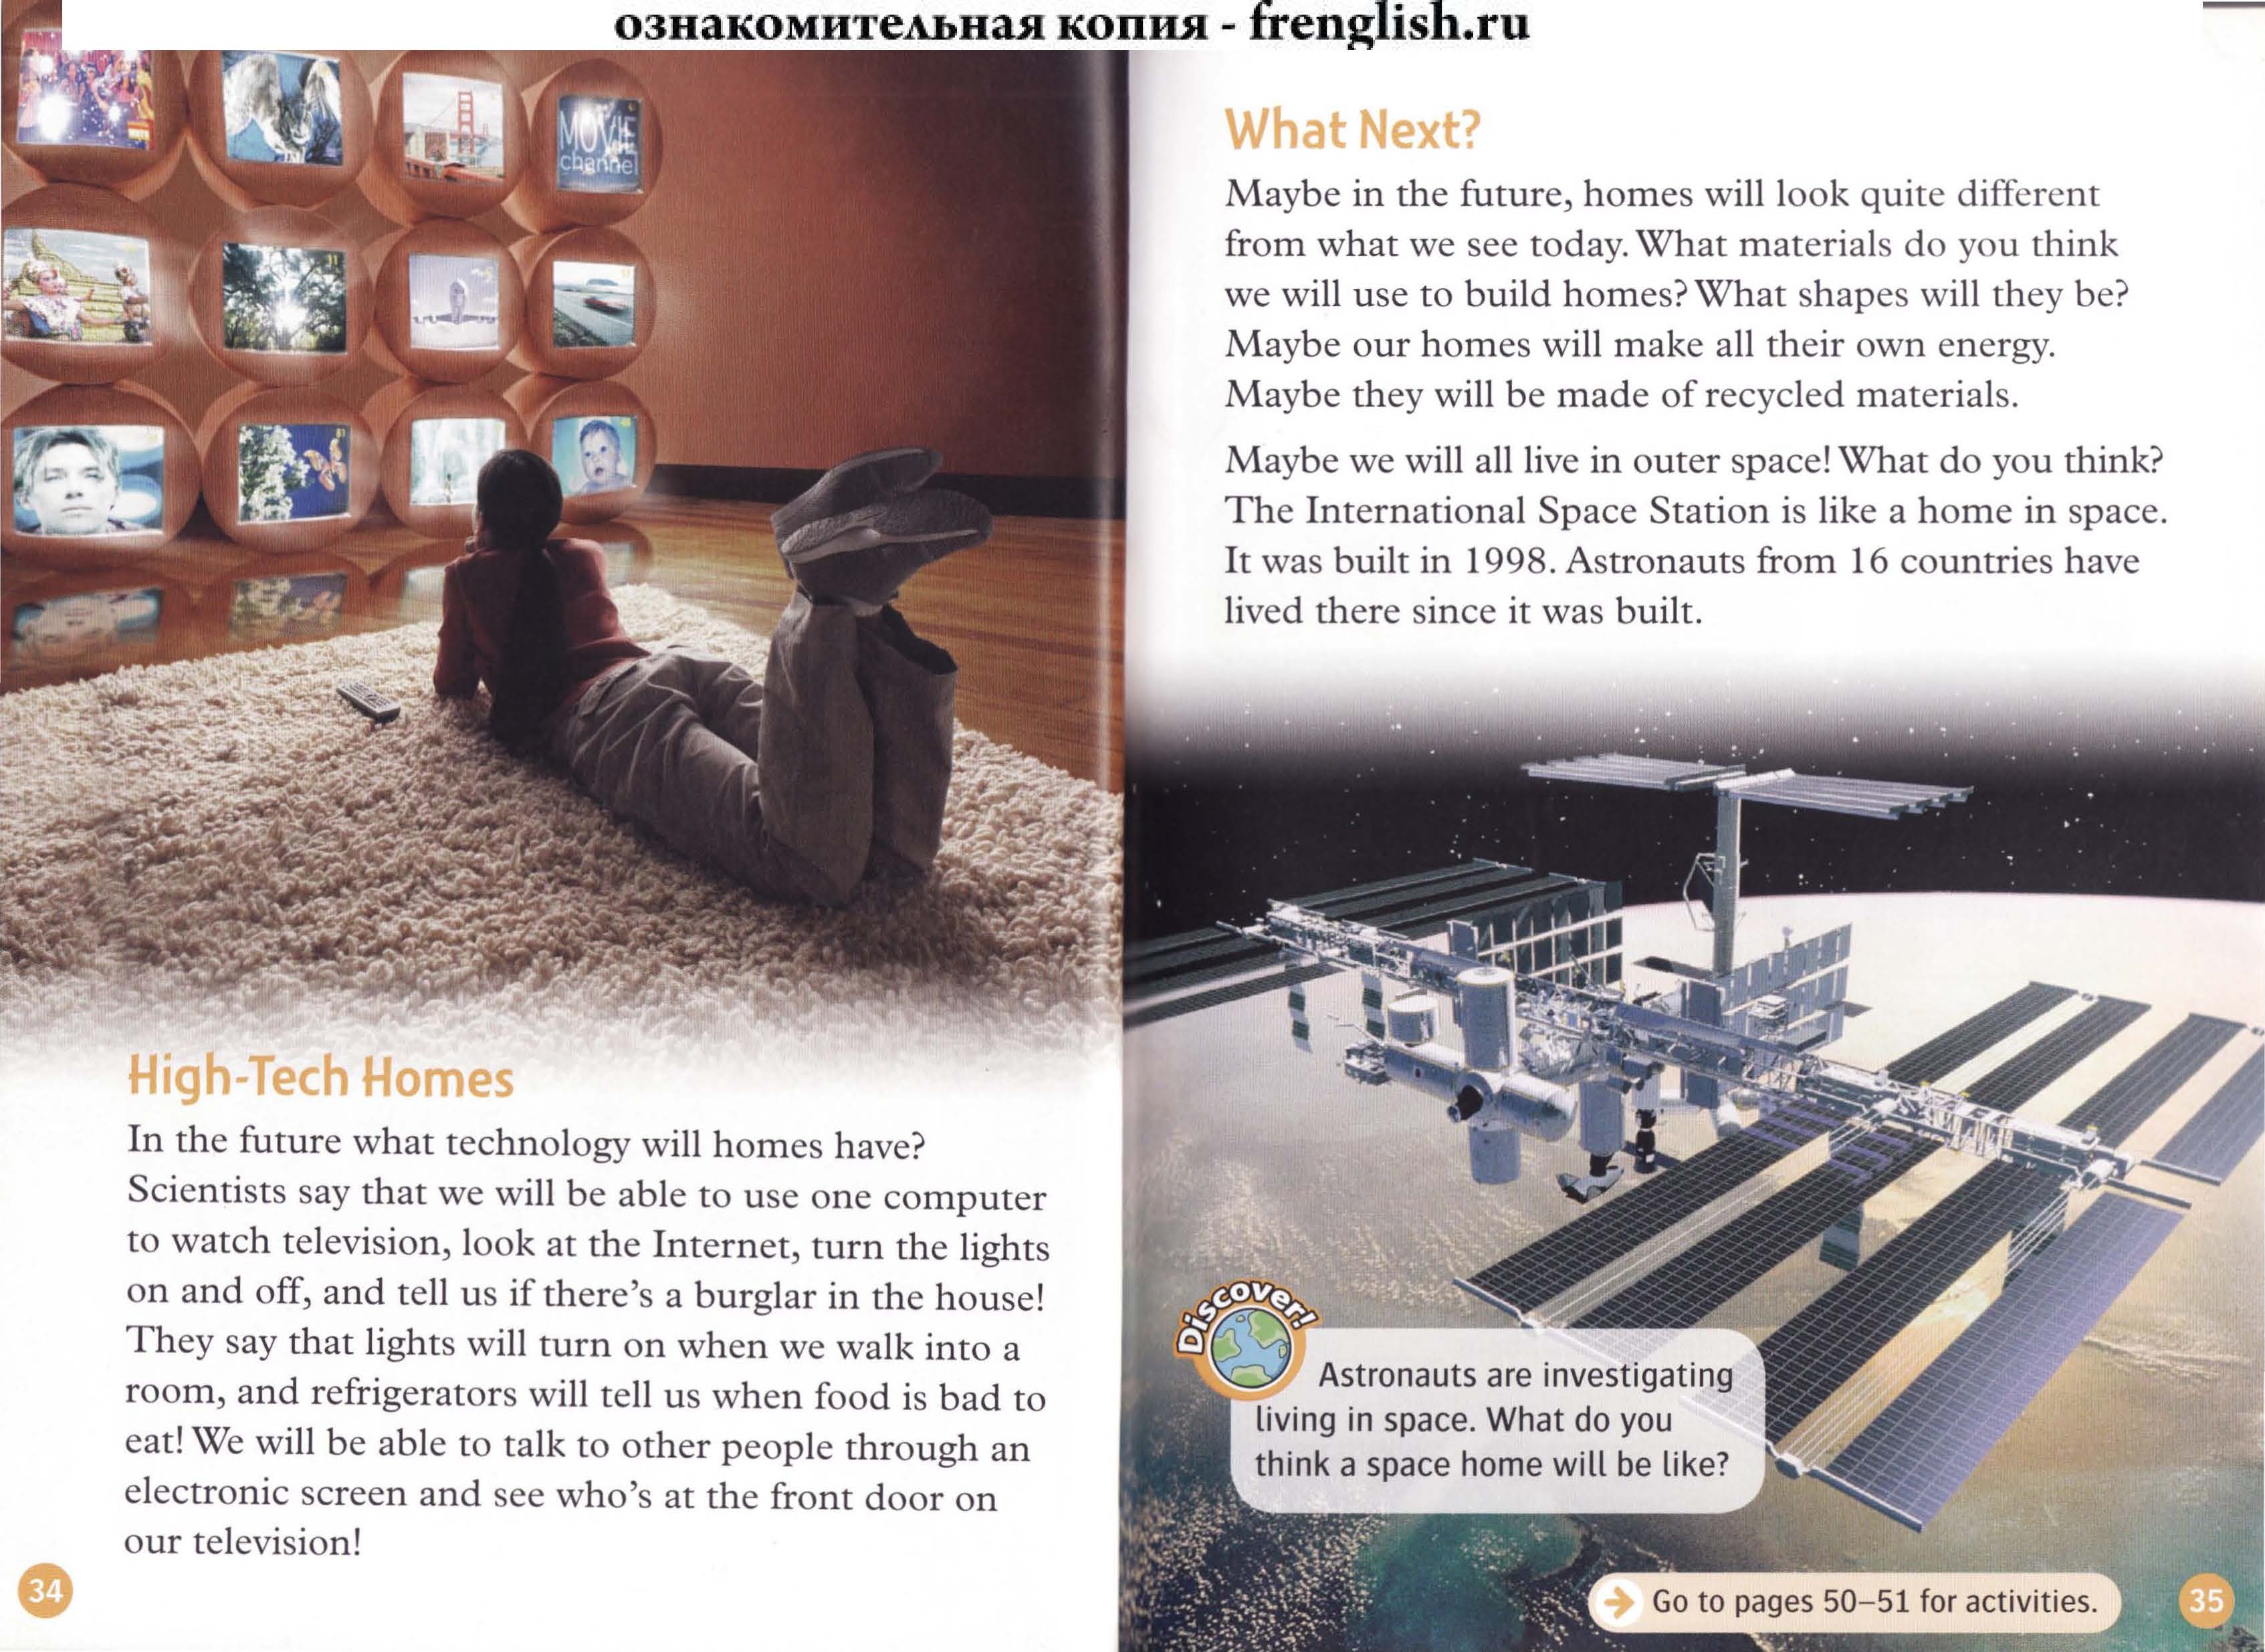 ознакомительная копия - frenglish.ru
MOVIE
channel
High-Tech Homes
In the future what technology will homes have?
Scientists say that we will be able to use one computer
to watch television, look at the Internet, turn the lights
on and off, and tell us if there's a burglar in the house!
They say that lights will turn on when we walk into a
room, and refrigerators will tell us when food is bad to
eat! We will be able to talk to other people through an
electronic screen and see who's at the front door on
our television!
34
What Next?
Maybe in the future, homes will look quite different
from what we see today. What materials do you think
we will use to build homes? What shapes will they be?
Maybe our homes will make all their own energy.
Maybe they will be made of recycled materials.
Maybe we will all live in outer space! What do you think?
The International Space Station is like a home in space.
It was built in 1998. Astronauts from 16 countries have
lived there since it was built.
Discover!
Astronauts are investigating
living in space. What do you
think a space home will be like?
Go to pages 50–51 for activities.
35